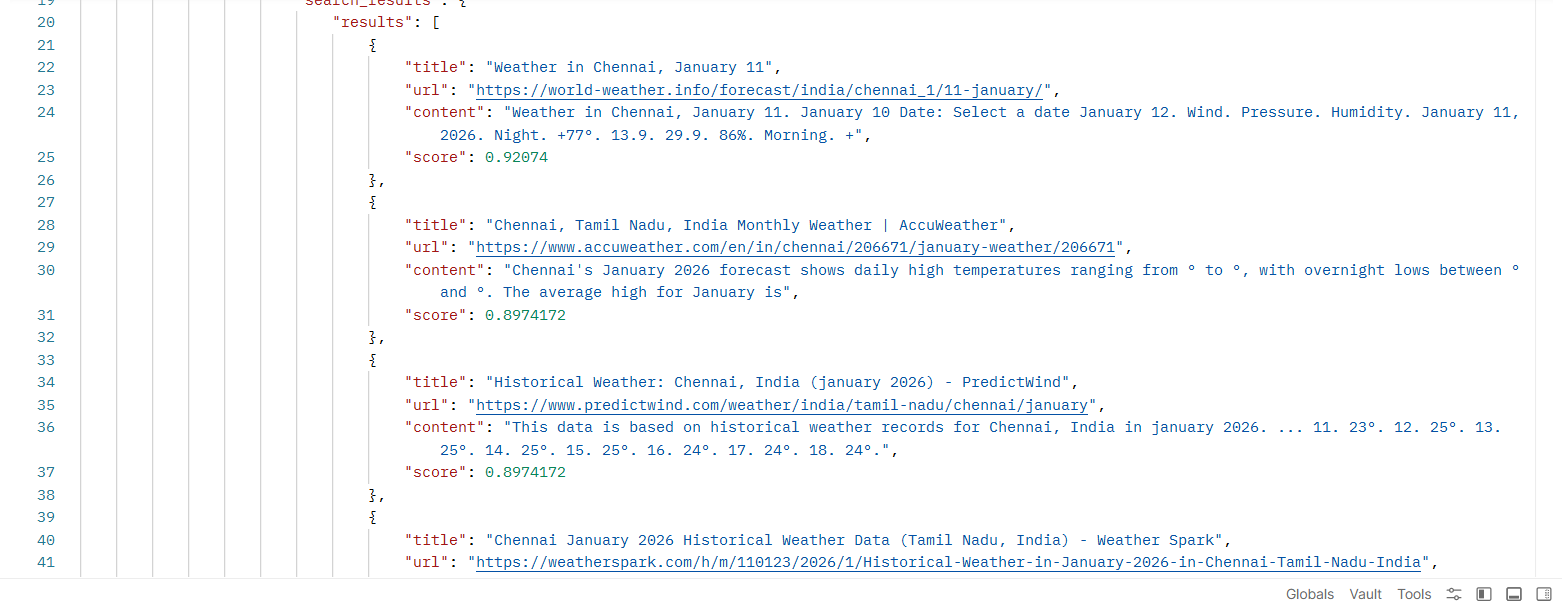 19 "search_results": {
20 "results": [
21 {
22 "title": "Weather in Chennai, January 11",
23 "url": "https://world-weather.info/forecast/india/chennai_1/11-january/",
24 "content": "Weather in Chennai, January 11. January 10 Date: Select a date January 12. Wind. Pressure. Humidity. January 11,
2026. Night. +77°. 13.9. 29.9. 86%. Morning. +",
25 "score": 0.92074
26 },
27 {
28 "title": "Chennai, Tamil Nadu, India Monthly Weather | AccuWeather",
29 "url": "https://www.accuweather.com/en/in/chennai/206671/january-weather/206671",
30 "content": "Chennai's January 2026 forecast shows daily high temperatures ranging from ° to °, with overnight lows between °
and °. The average high for January is",
31 "score": 0.8974172
32 },
33 {
34 "title": "Historical Weather: Chennai, India (january 2026) - PredictWind",
35 "url": "https://www.predictwind.com/weather/india/tamil-nadu/chennai/january",
36 "content": "This data is based on historical weather records for Chennai, India in january 2026. ... 11. 23°. 12. 25°. 13.
25°. 14. 25°. 15. 25°. 16. 24°. 17. 24°. 18. 24°.",
37 "score": 0.8974172
38 },
39 {
40 "title": "Chennai January 2026 Historical Weather Data (Tamil Nadu, India) - Weather Spark",
41 "url": "https://weatherspark.com/h/m/110123/2026/1/Historical-Weather-in-January-2026-in-Chennai-Tamil-Nadu-India",
Globals Vault Tools